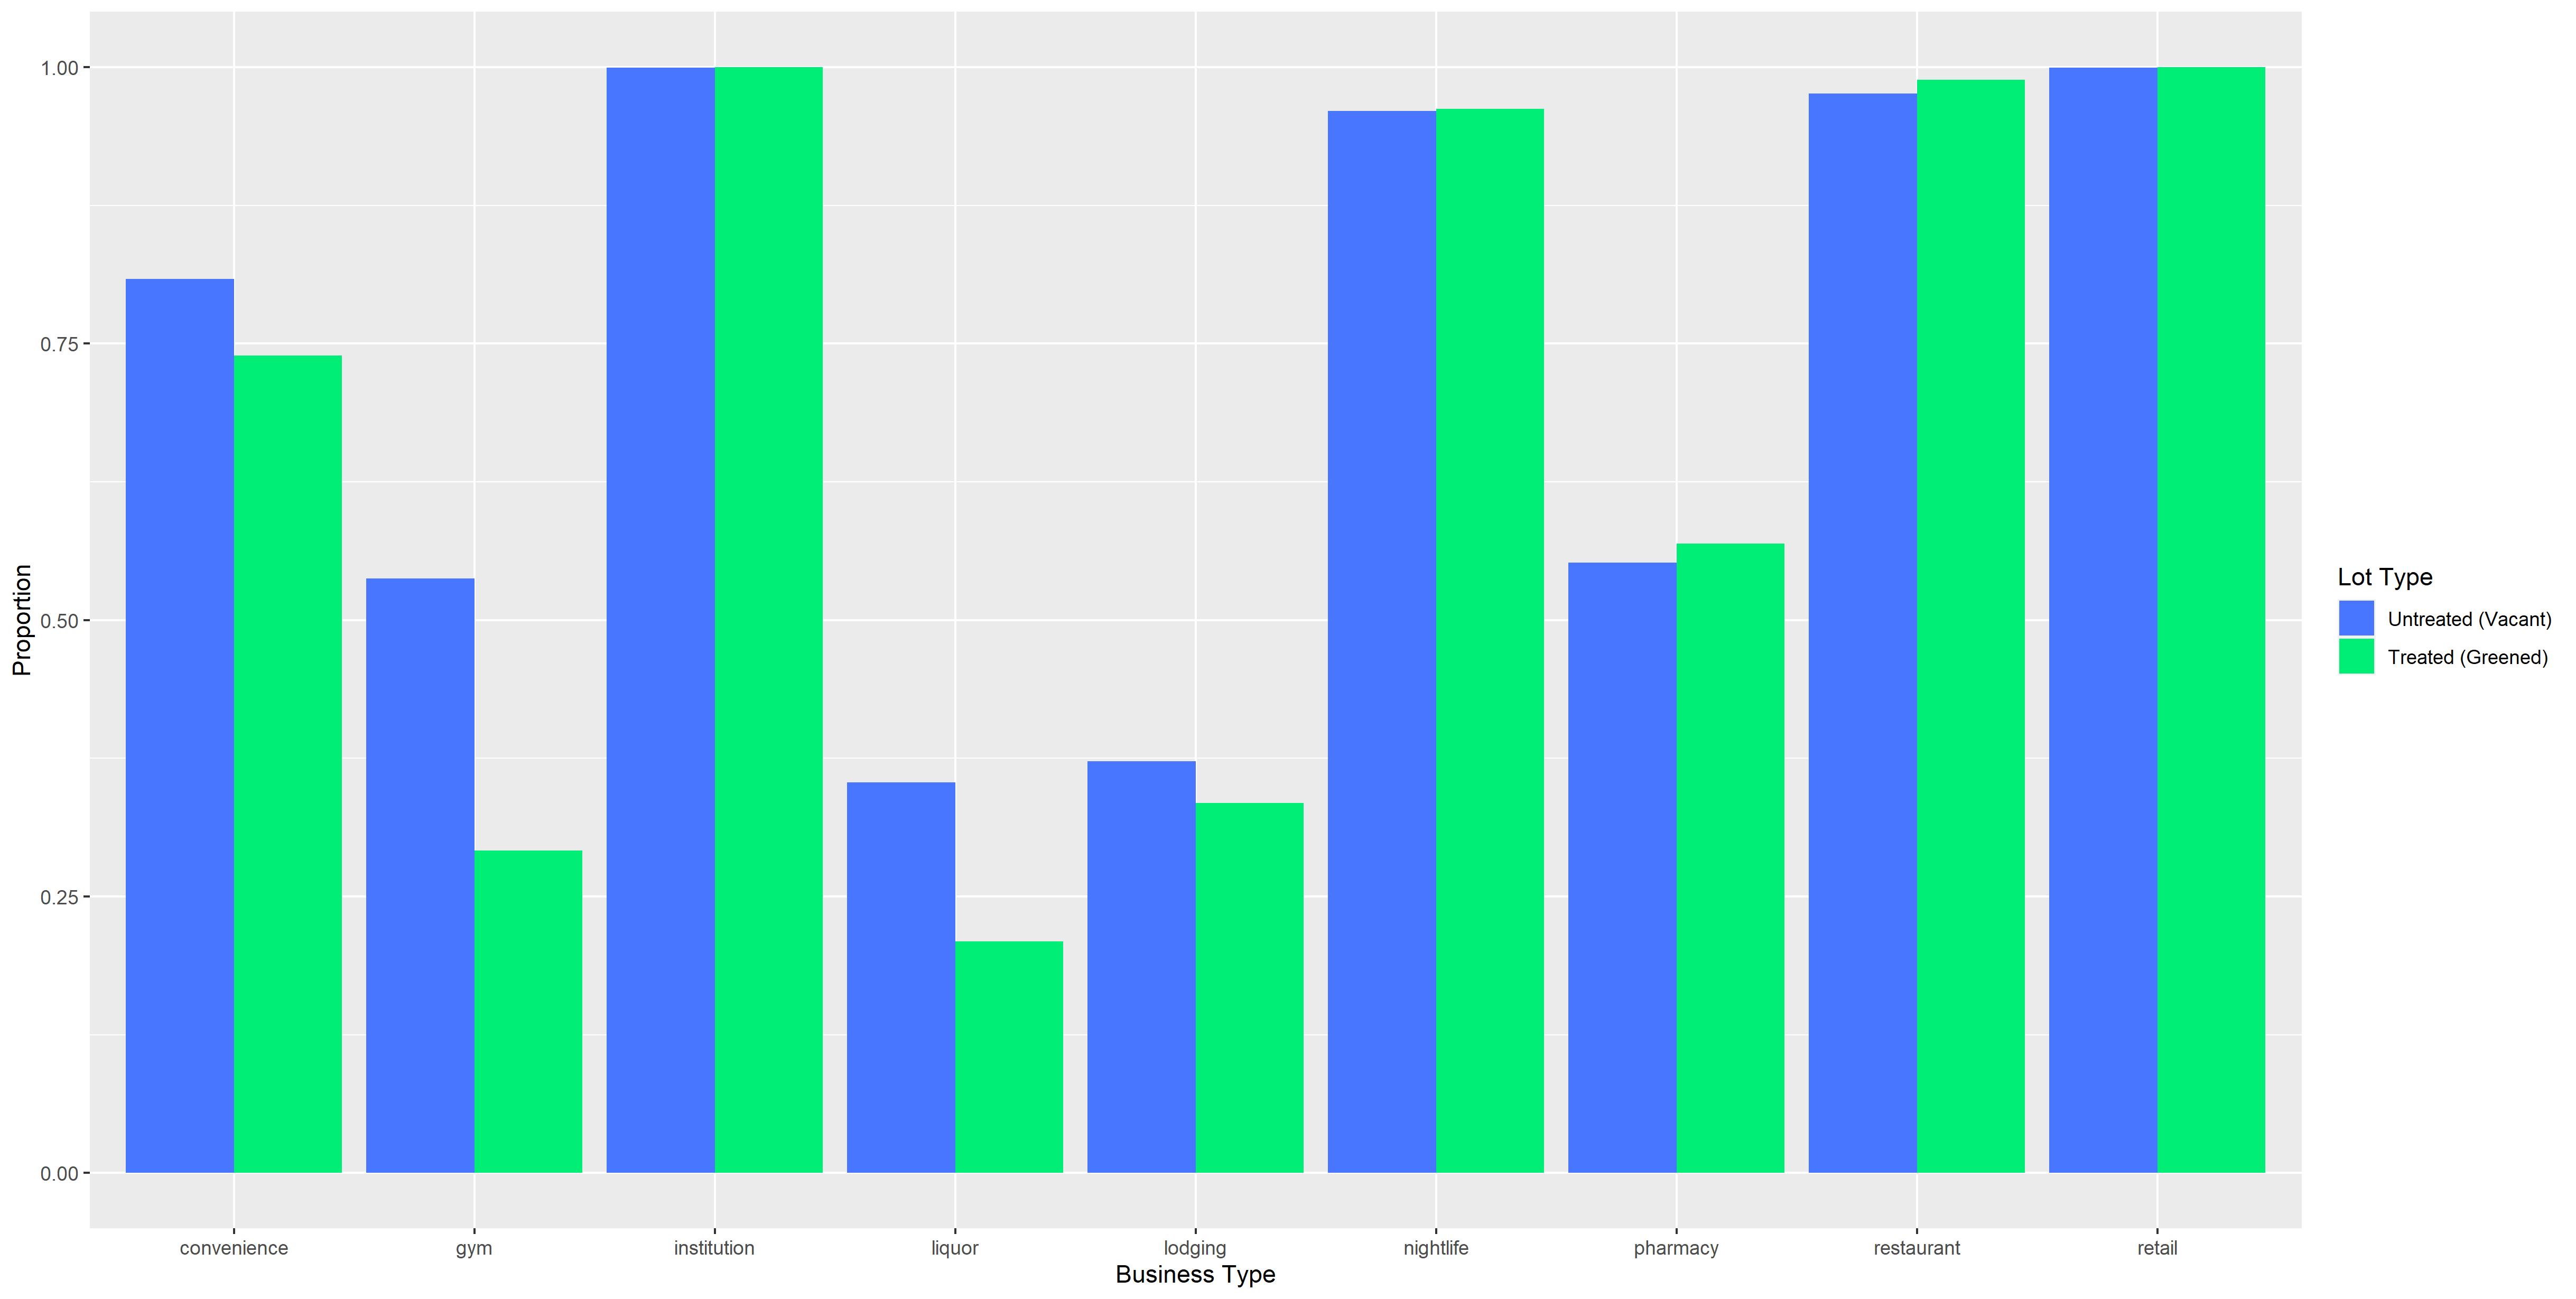 1.00
0.75
0.50
0.25
0.00
Proportion
convenience gym institution liquor lodging nightlife pharmacy restaurant retail
Business Type
Lot Type
Untreated (Vacant)
Treated (Greened)